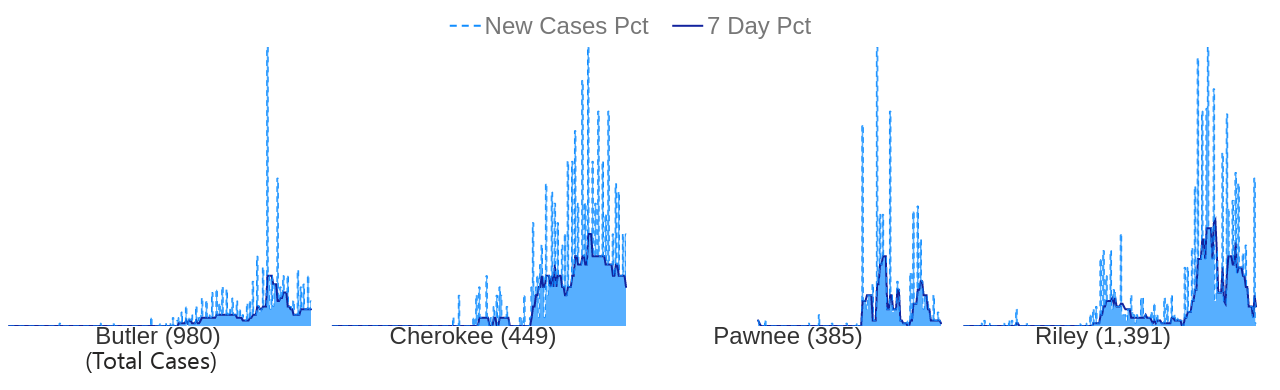 New Cases Pct 7 Day Pct
Butler (980) Cherokee (449) Pawnee (385) Riley (1,391)
(Total Cases)